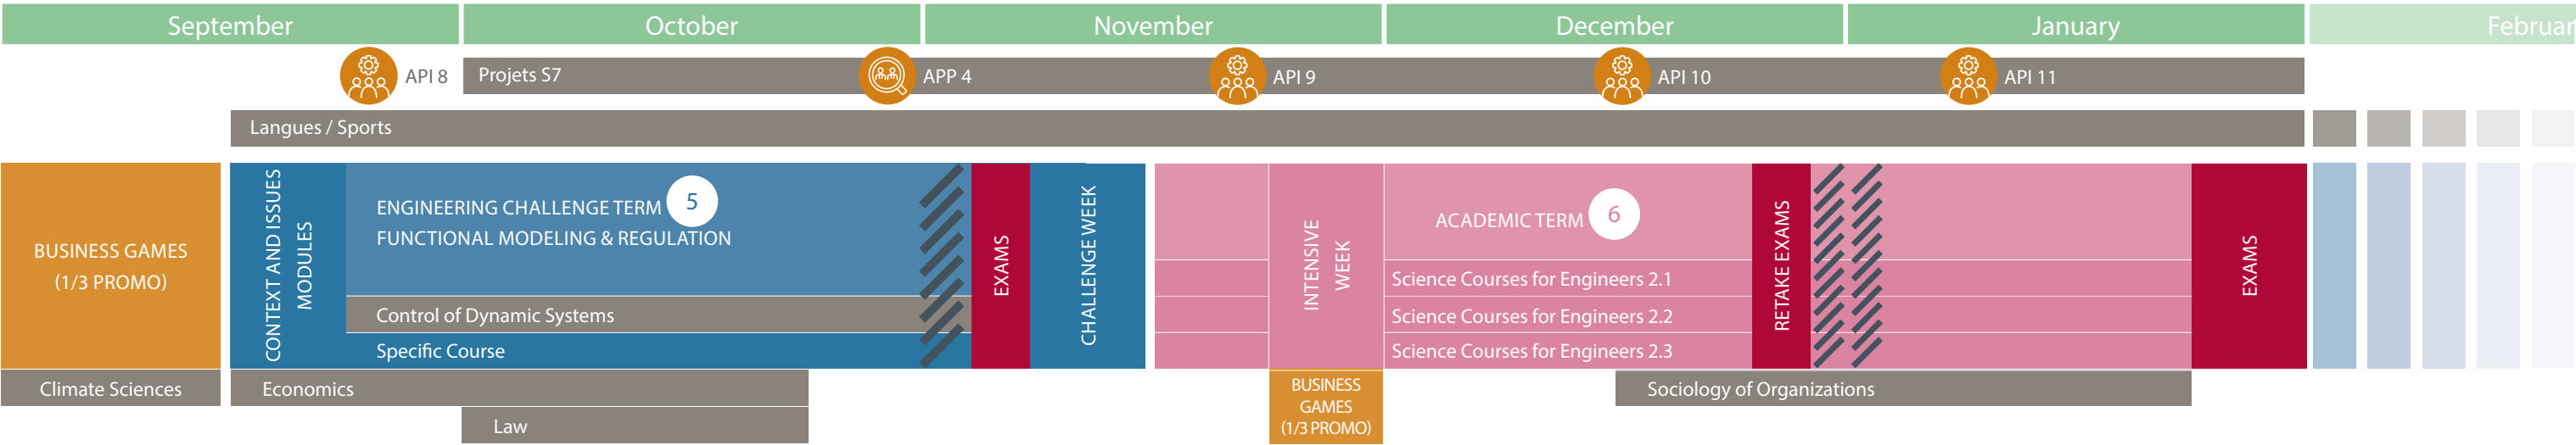 September
October
November
December
January
Februar
API 8
Projets S7
APP 4
API 9
API 10
API 11
Langues / Sports
BUSINESS GAMES
(1/3 PROMO)
CONTEXT AND ISSUES
MODULES
ENGINEERING CHALLENGE TERM 5
FUNCTIONAL MODELING & REGULATION
Control of Dynamic Systems
Specific Course
EXAMS
CHALLENGE WEEK
INTENSIVE
WEEK
ACADEMIC TERM 6
Science Courses for Engineers 2.1
Science Courses for Engineers 2.2
Science Courses for Engineers 2.3
RETAKE EXAMS
EXAMS
Climate Sciences
Economics
Law
BUSINESS
GAMES
(1/3 PROMO)
Sociology of Organizations